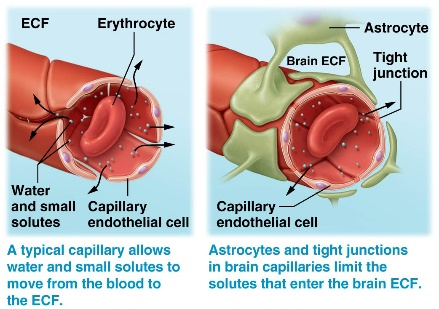 ECF
Erythrocyte
Water
and small
solutes
Capillary
endothelial cell
A typical capillary allows
water and small solutes to
move from the blood to
the ECF.
Astrocyte
Brain ECF
Tight
junction
Capillary
endothelial cell
Astrocytes and tight junctions
in brain capillaries limit the
solutes that enter the brain ECF.